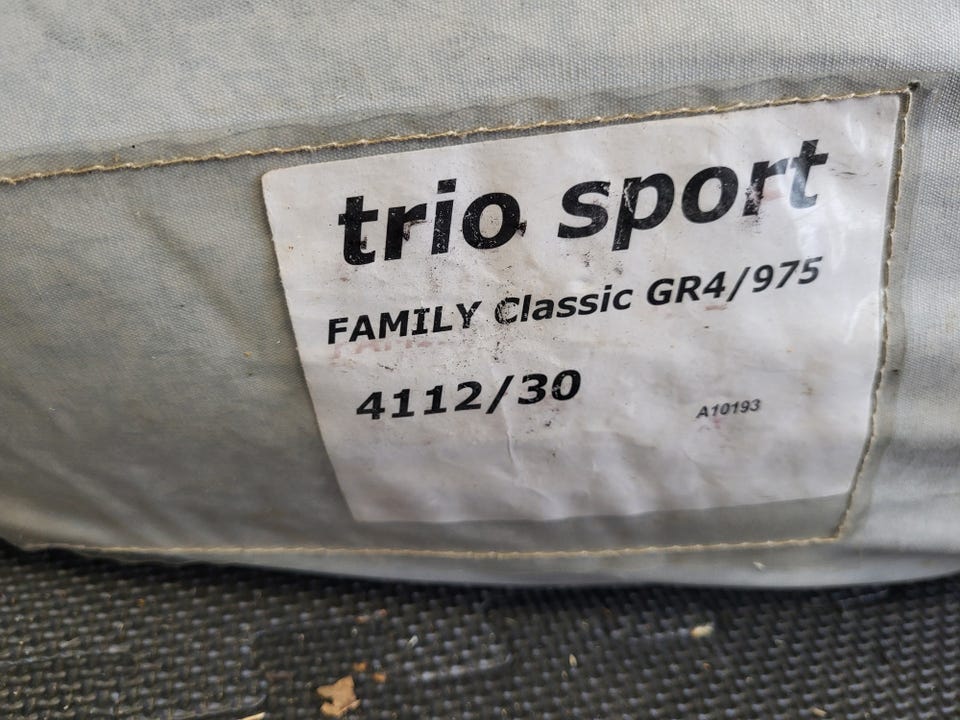 trio sport
FAMILY Classic GR4/975
4112/30
A10193